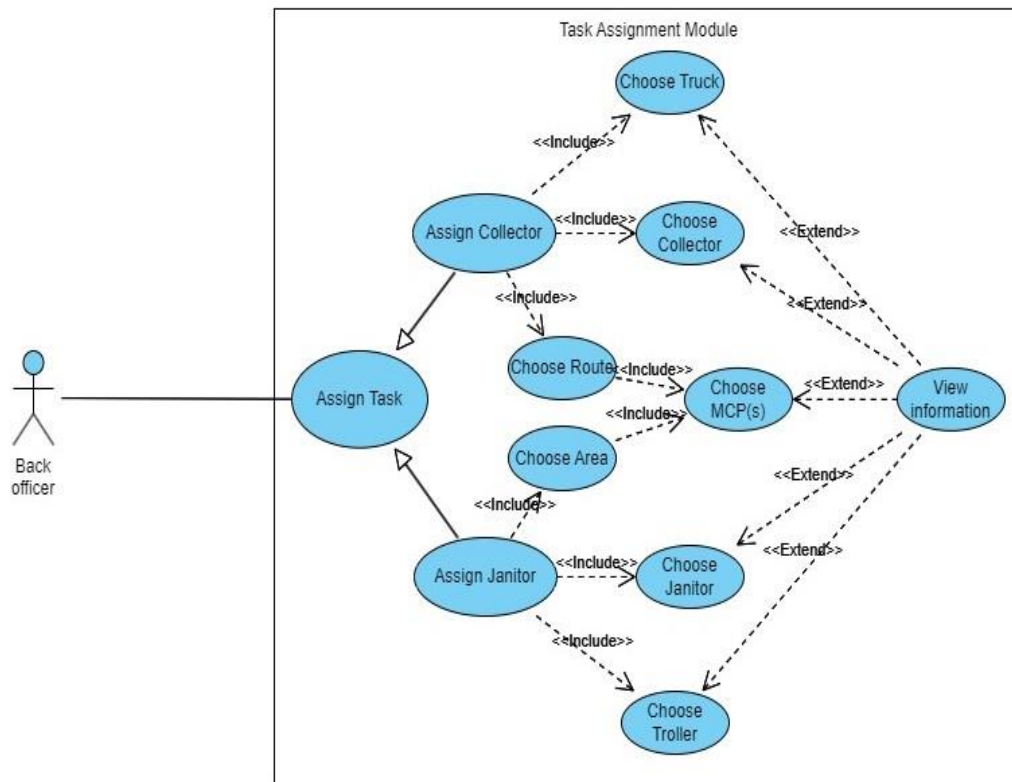 Task Assignment Module
Choose Truck
<<Include>>
Assign Collector
<<Include>>
Choose
Collector
<<Extend>>
<<Include>>
<<Extend>>
Back
officer
Assign Task
Choose Route
<<Include>>
Choose
MCP(s)
<<Extend>>
View
information
<<Include>>
Choose Area
<<Include>>
<<Extend>>
Assign Janitor
<<Include>>
Choose
Janitor
<<Extend>>
<<Include>>
Choose
Troller